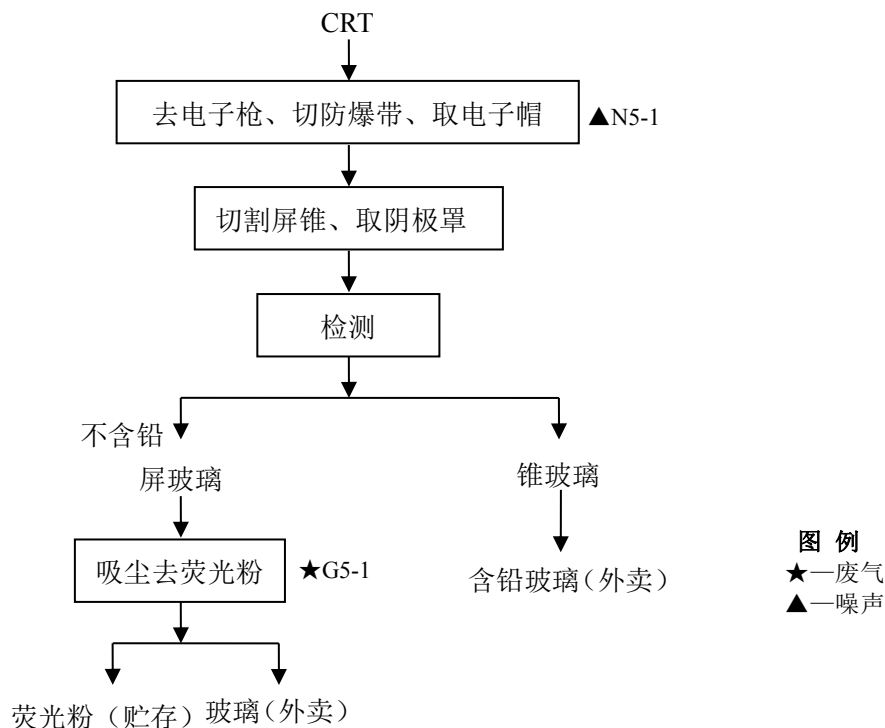 CRT
去电子枪、切防爆带、取电子帽
▲N5-1
切割屏锥、取阴极罩
检测
不含铅
屏玻璃
锥玻璃
吸尘去荧光粉
★G5-1
含铅玻璃（外卖）
图 例
★—废气
▲—噪声
荧光粉（贮存）
玻璃（外卖）